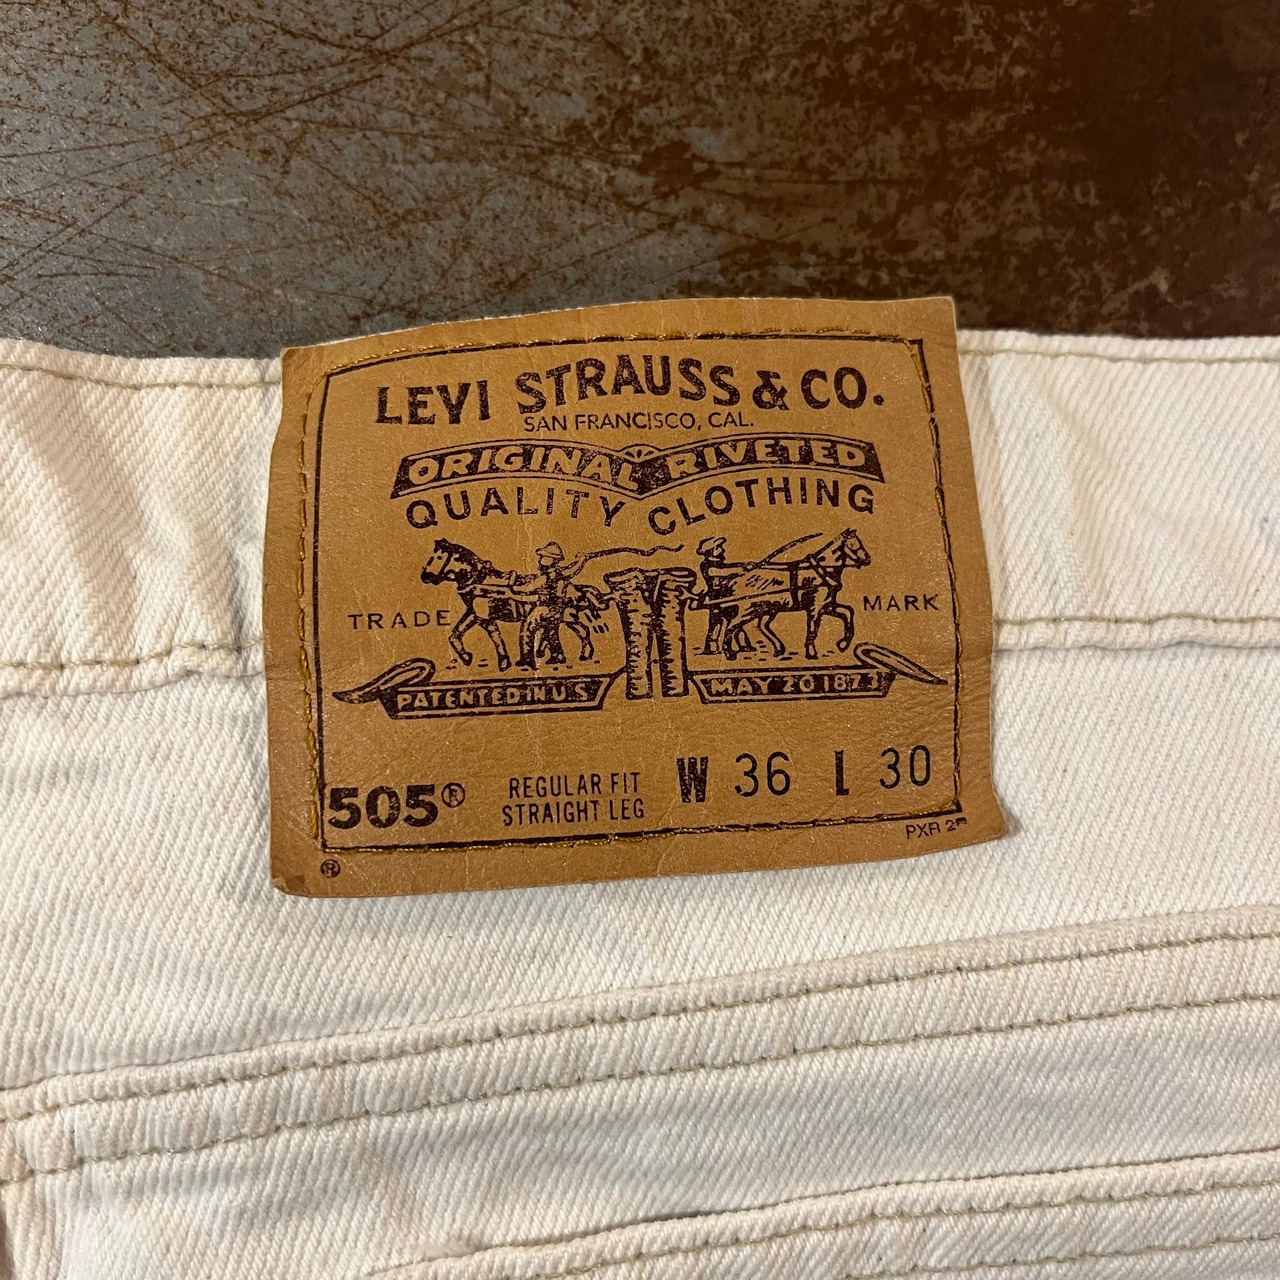 LEVI STRAUSS & CO.
SAN FRANCISCO, CAL.
ORIGINAL RIVETED
QUALITY CLOTHING
TRADE MARK
PATENTED IN U.S. MAY 20 1873
505® REGULAR FIT STRAIGHT LEG W 36 L 30
®